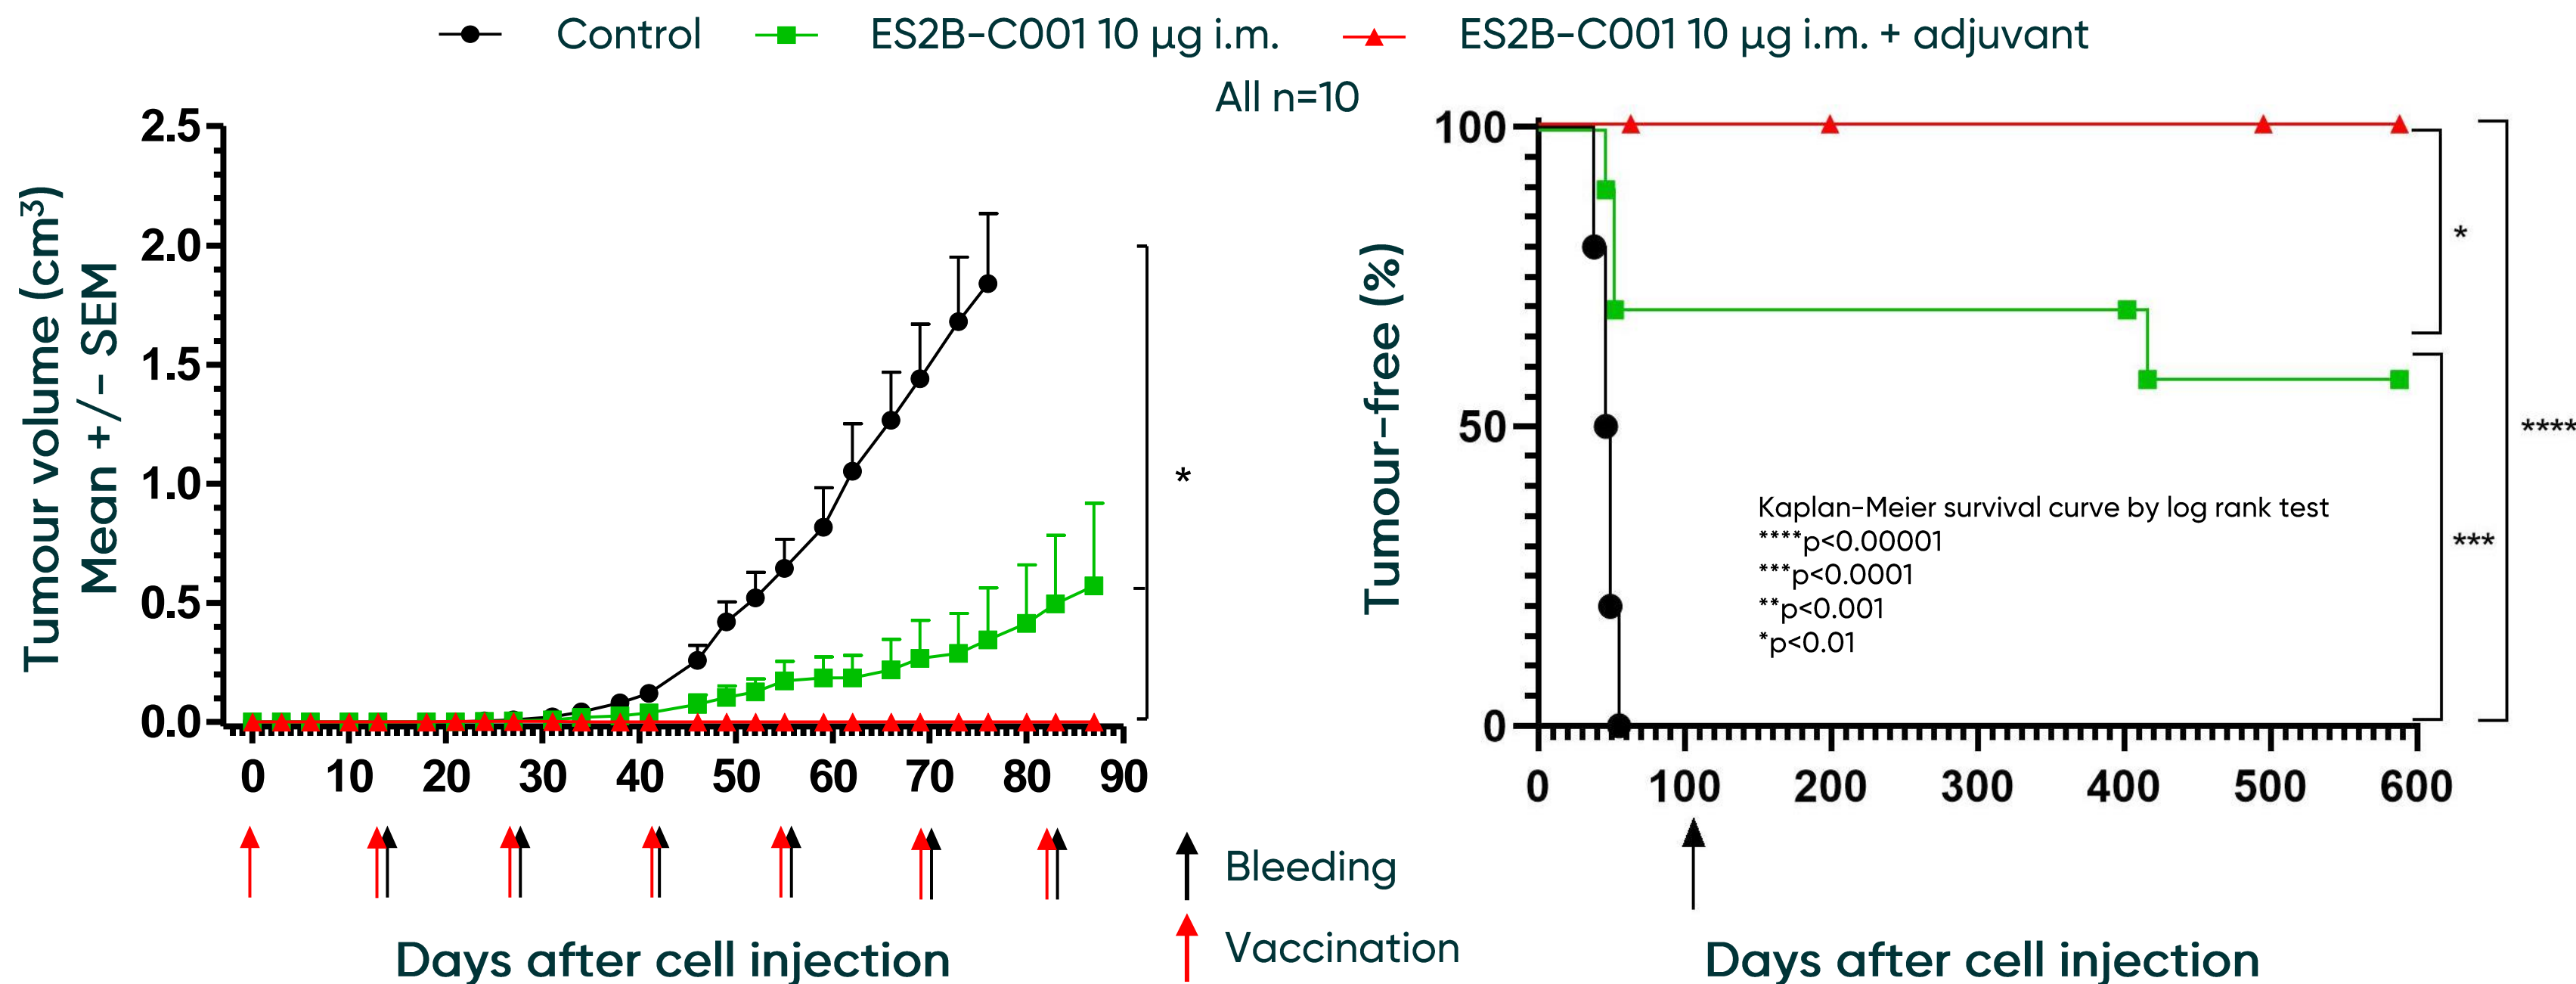 Control
ES2B-C001 10 µg i.m.
ES2B-C001 10 µg i.m. + adjuvant
All n=10
Tumour volume (cm³)
Mean +/- SEM
2.5
2.0
1.5
1.0
0.5
0.0
0 10 20 30 40 50 60 70 80 90
*
Bleeding
Vaccination
Days after cell injection
Tumour-free (%)
100
50
0
0 100 200 300 400 500 600
Kaplan-Meier survival curve by log rank test
****p<0.00001
***p<0.0001
**p<0.001
*p<0.01
*
***
****
Days after cell injection